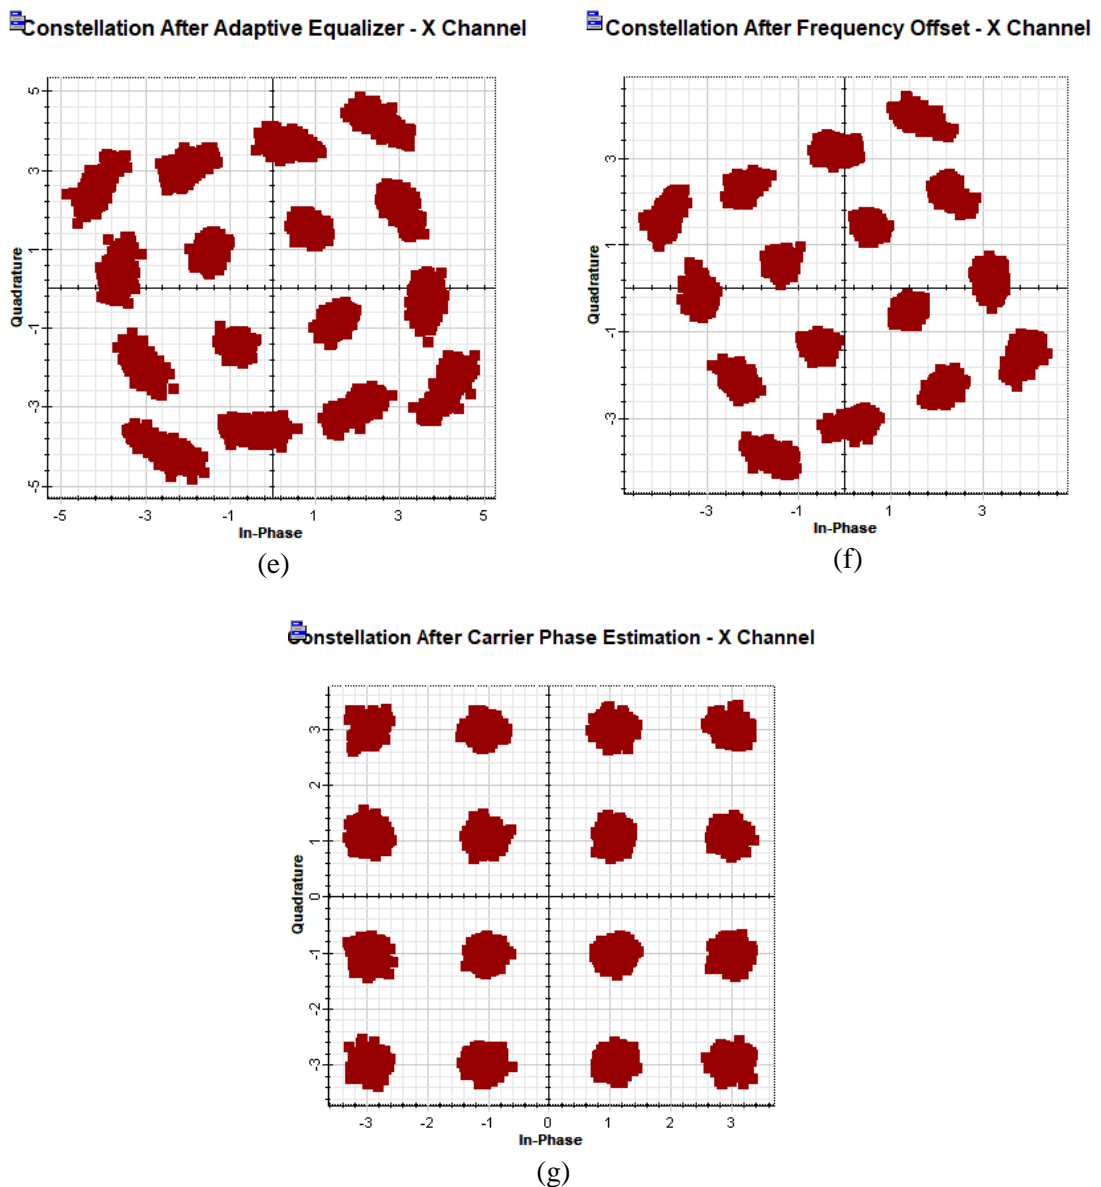 Constellation After Adaptive Equalizer - X Channel
Quadrature
5
3
1
-1
-3
-5
-5 -3 -1 1 3 5
In-Phase
(e)
Constellation After Frequency Offset - X Channel
Quadrature
3
1
-1
-3
-3 -1 1 3
In-Phase
(f)
Constellation After Carrier Phase Estimation - X Channel
Quadrature
3
2
1
0
-1
-2
-3
-3 -2 -1 0 1 2 3
In-Phase
(g)